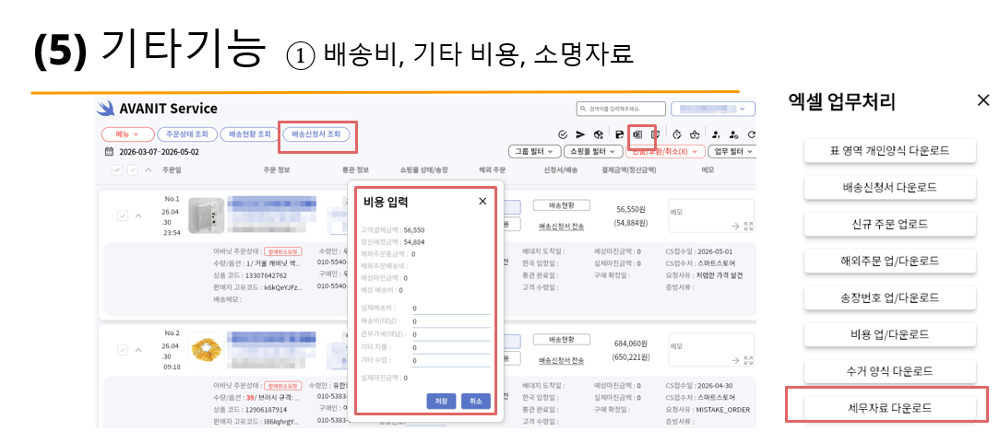 (5) 기타기능 ① 배송비, 기타 비용, 소명자료
AVANIT Service
검색어를 입력해주세요.
메뉴
주문상태 조회
배송현황 조회
배송신청서 조회
2026-03-07~2026-05-02
그룹 필터
쇼핑몰 필터
반품/교환/취소(8)
업무 필터
주문일
주문 정보
통관 정보
쇼핑몰 상태/송장
해외 주문
신청서/배송
결제금액(정산금액)
메모
No.1
26.04
.30
23:54
배송현황
배송신청서 전송
56,550원
(54,884원)
메모
아바닛 주문상태 : 판매취소요청
수량/옵션 : 1/ 거울 캐비닛 색...
상품 코드 : 13307642762
판매자 고유코드 : k6kQeYJFz...
배송메모 :
수령인 :
010-5540-
구매인 :
010-5540-
배대지 도착일 :
한국 입항일 :
통관 완료일 :
고객 수령일 :
예상마진금액 : 0
실제마진금액 : 0
구매 확정일 :
CS접수일 : 2026-05-01
CS접수처 : 스마트스토어
요청사유 : 저렴한 가격 발견
증빙서류 :
No.2
26.04
.30
09:18
배송현황
배송신청서 전송
684,060원
(650,221원)
메모
아바닛 주문상태 : 판매취소요청
수량/옵션 : 39/ 브러시 규격: ...
상품 코드 : 12906187914
판매자 고유코드 : l86IqhrgY...
수령인 : 유한
010-5383-
구매인 :
010-5383-
배대지 도착일 :
한국 입항일 :
통관 완료일 :
고객 수령일 :
예상마진금액 : 0
실제마진금액 : 0
구매 확정일 :
CS접수일 : 2026-04-30
CS접수처 : 스마트스토어
요청사유 : MISTAKE_ORDER
증빙서류 :
비용 입력
고객결제금액 : 56,550
정산예정금액 : 54,884
해외주문총금액 : 0
해외주문배송비 :
예상마진금액 : 0
예상 배송비 : 0
실제배송비 : 0
배송비(대납) : 0
관부가세(대납) : 0
기타 지출 : 0
기타 수입 : 0
실제마진금액 : 0
저장
취소
엑셀 업무처리
표 영역 개인양식 다운로드
배송신청서 다운로드
신규 주문 업로드
해외주문 업/다운로드
송장번호 업/다운로드
비용 업/다운로드
수거 양식 다운로드
세무자료 다운로드